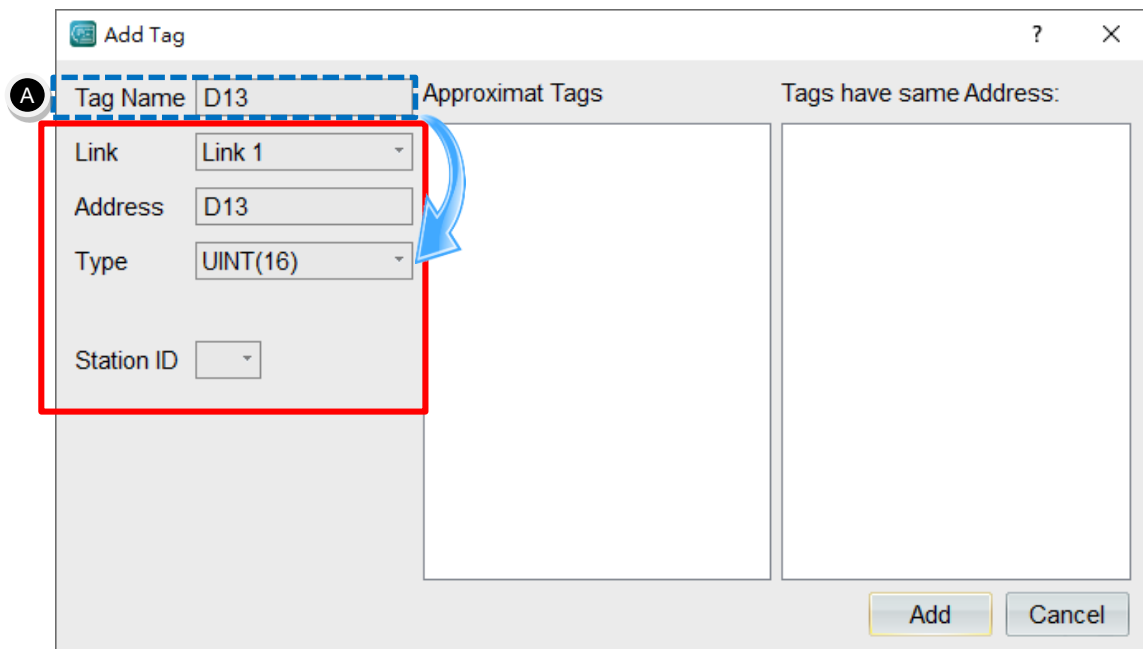 Add Tag
?
A
Tag Name D13
Link Link 1
Address D13
Type UINT(16)
Station ID
Approximat Tags
Tags have same Address:
Add
Cancel